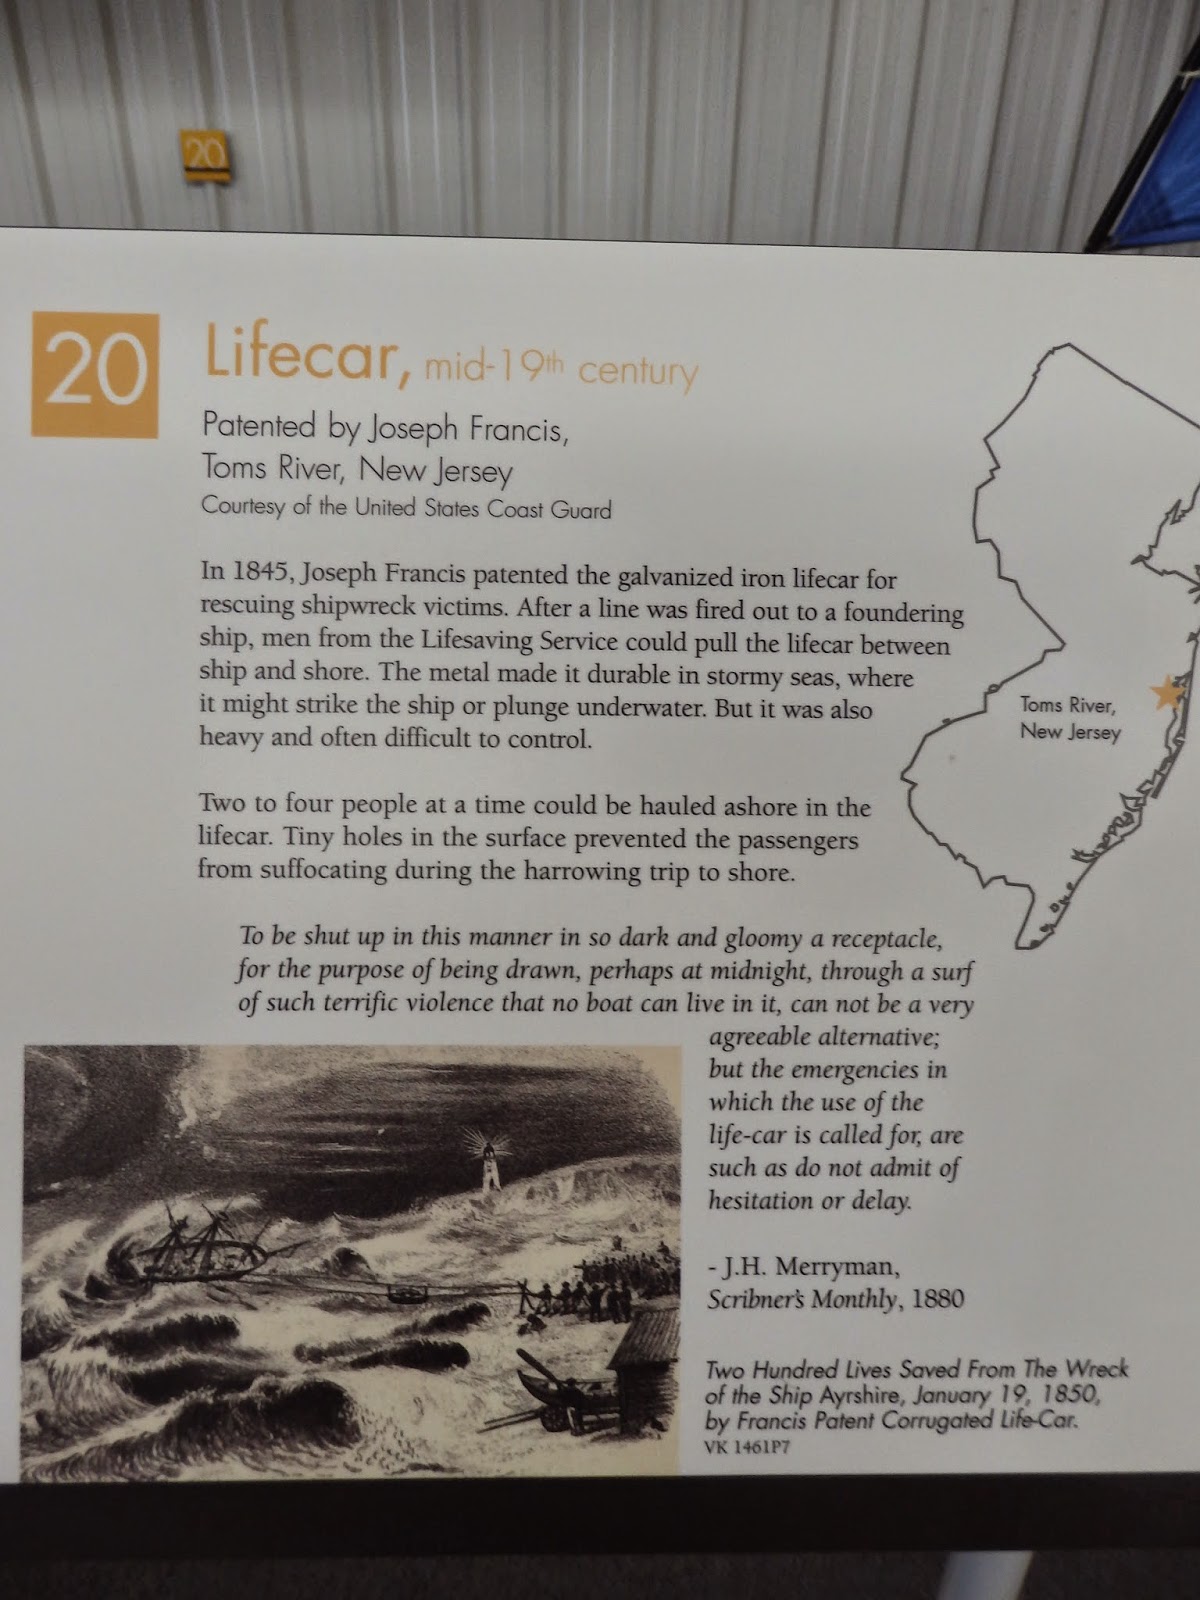 20
20
Lifecar, mid-19th century
Patented by Joseph Francis,
Toms River, New Jersey
Courtesy of the United States Coast Guard
In 1845, Joseph Francis patented the galvanized iron lifecar for
rescuing shipwreck victims. After a line was fired out to a foundering
ship, men from the Lifesaving Service could pull the lifecar between
ship and shore. The metal made it durable in stormy seas, where
it might strike the ship or plunge underwater. But it was also
heavy and often difficult to control.
Two to four people at a time could be hauled ashore in the
lifecar. Tiny holes in the surface prevented the passengers
from suffocating during the harrowing trip to shore.
Toms River,
New Jersey
To be shut up in this manner in so dark and gloomy a receptacle,
for the purpose of being drawn, perhaps at midnight, through a surf
of such terrific violence that no boat can live in it, can not be a very
agreeable alternative;
but the emergencies in
which the use of the
life-car is called for, are
such as do not admit of
hesitation or delay.
- J.H. Merryman,
Scribner's Monthly, 1880
Two Hundred Lives Saved From The Wreck
of the Ship Ayrshire, January 19, 1850,
by Francis Patent Corrugated Life-Car.
VK 1461P7